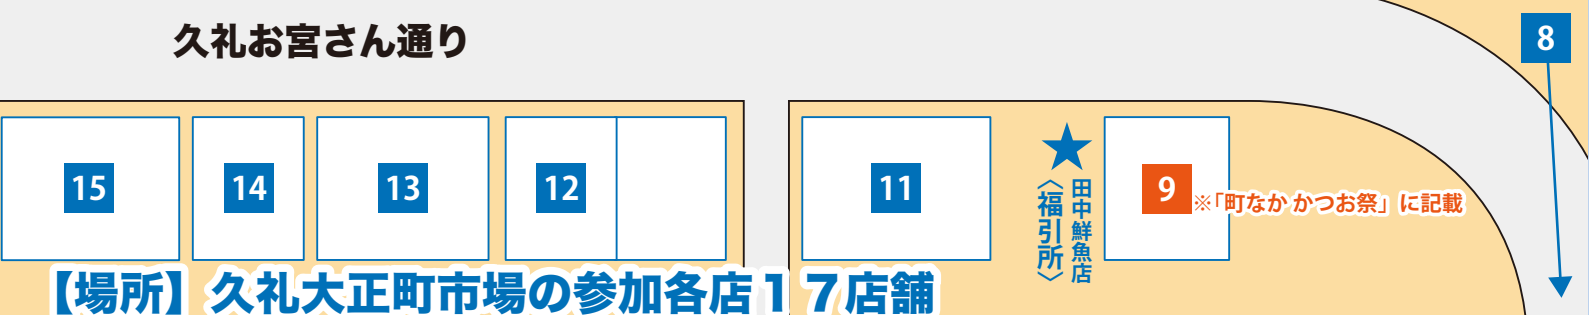 久礼お宮さん通り
8
15
14
13
12
11
田中鮮魚店
〈福引所〉
9
※「町なか かつお祭」に記載
【場所】久礼大正町市場の参加各店１７店舗